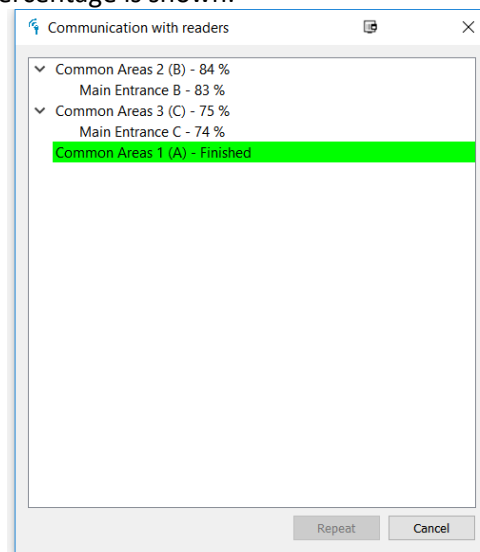 ercentage is shown.
Communication with readers
Common Areas 2 (B) - 84 %
Main Entrance B - 83 %
Common Areas 3 (C) - 75 %
Main Entrance C - 74 %
Common Areas 1 (A) - Finished
Repeat Cancel